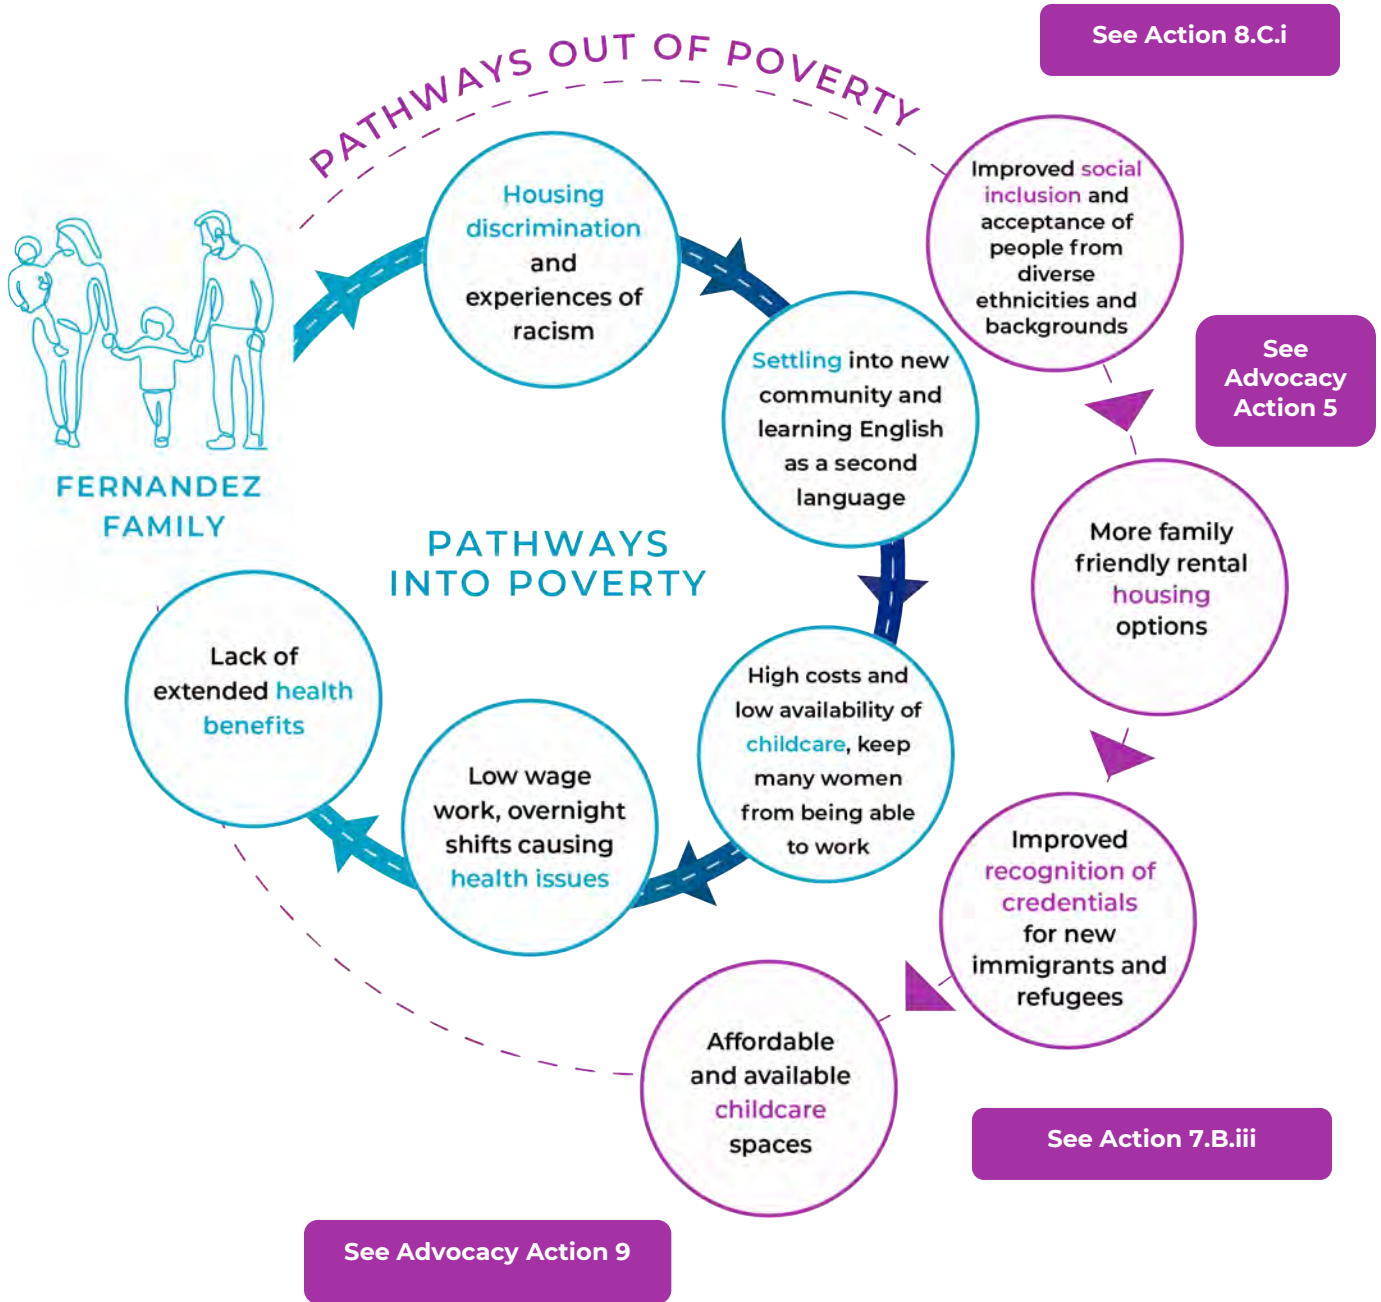 See Action 8.C.i
PATHWAYS OUT OF POVERTY
Housing
discrimination
and
experiences of
racism
Improved social
inclusion and
acceptance of
people from
diverse
ethnicities and
backgrounds
See
Advocacy
Action 5
Settling into new
community and
learning English
as a second
language
FERNANDEZ
FAMILY
PATHWAYS
INTO POVERTY
More family
friendly rental
housing
options
Lack of
extended health
benefits
High costs and
low availability of
childcare, keep
many women
from being able
to work
Low wage
work, overnight
shifts causing
health issues
Improved
recognition of
credentials
for new
immigrants and
refugees
Affordable
and available
childcare
spaces
See Action 7.B.iii
See Advocacy Action 9